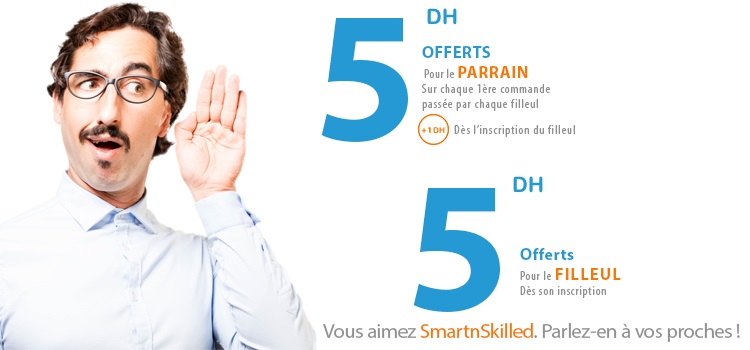 5 DH
OFFERTS
Pour le PARRAIN
Sur chaque 1ère commande
passée par chaque filleul
+1DH Dès l'inscription du filleul
5 DH
Offerts
Pour le FILLEUL
Dès son inscription
Vous aimez SmartnSkilled. Parlez-en à vos proches !